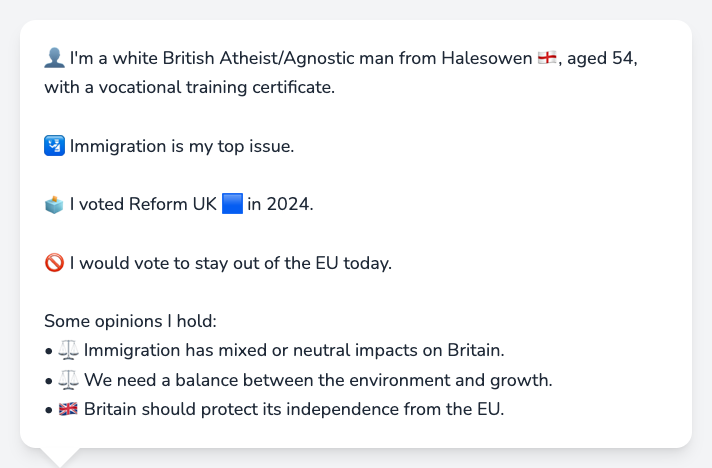 👤 I'm a white British Atheist/Agnostic man from Halesowen 🏴󠁧󠁢󠁥󠁮󠁧󠁿, aged 54,
with a vocational training certificate.
🛂 Immigration is my top issue.
🗳️ I voted Reform UK 🟦 in 2024.
🚫 I would vote to stay out of the EU today.
Some opinions I hold:
• ⚖️ Immigration has mixed or neutral impacts on Britain.
• ⚖️ We need a balance between the environment and growth.
• 🇬🇧 Britain should protect its independence from the EU.